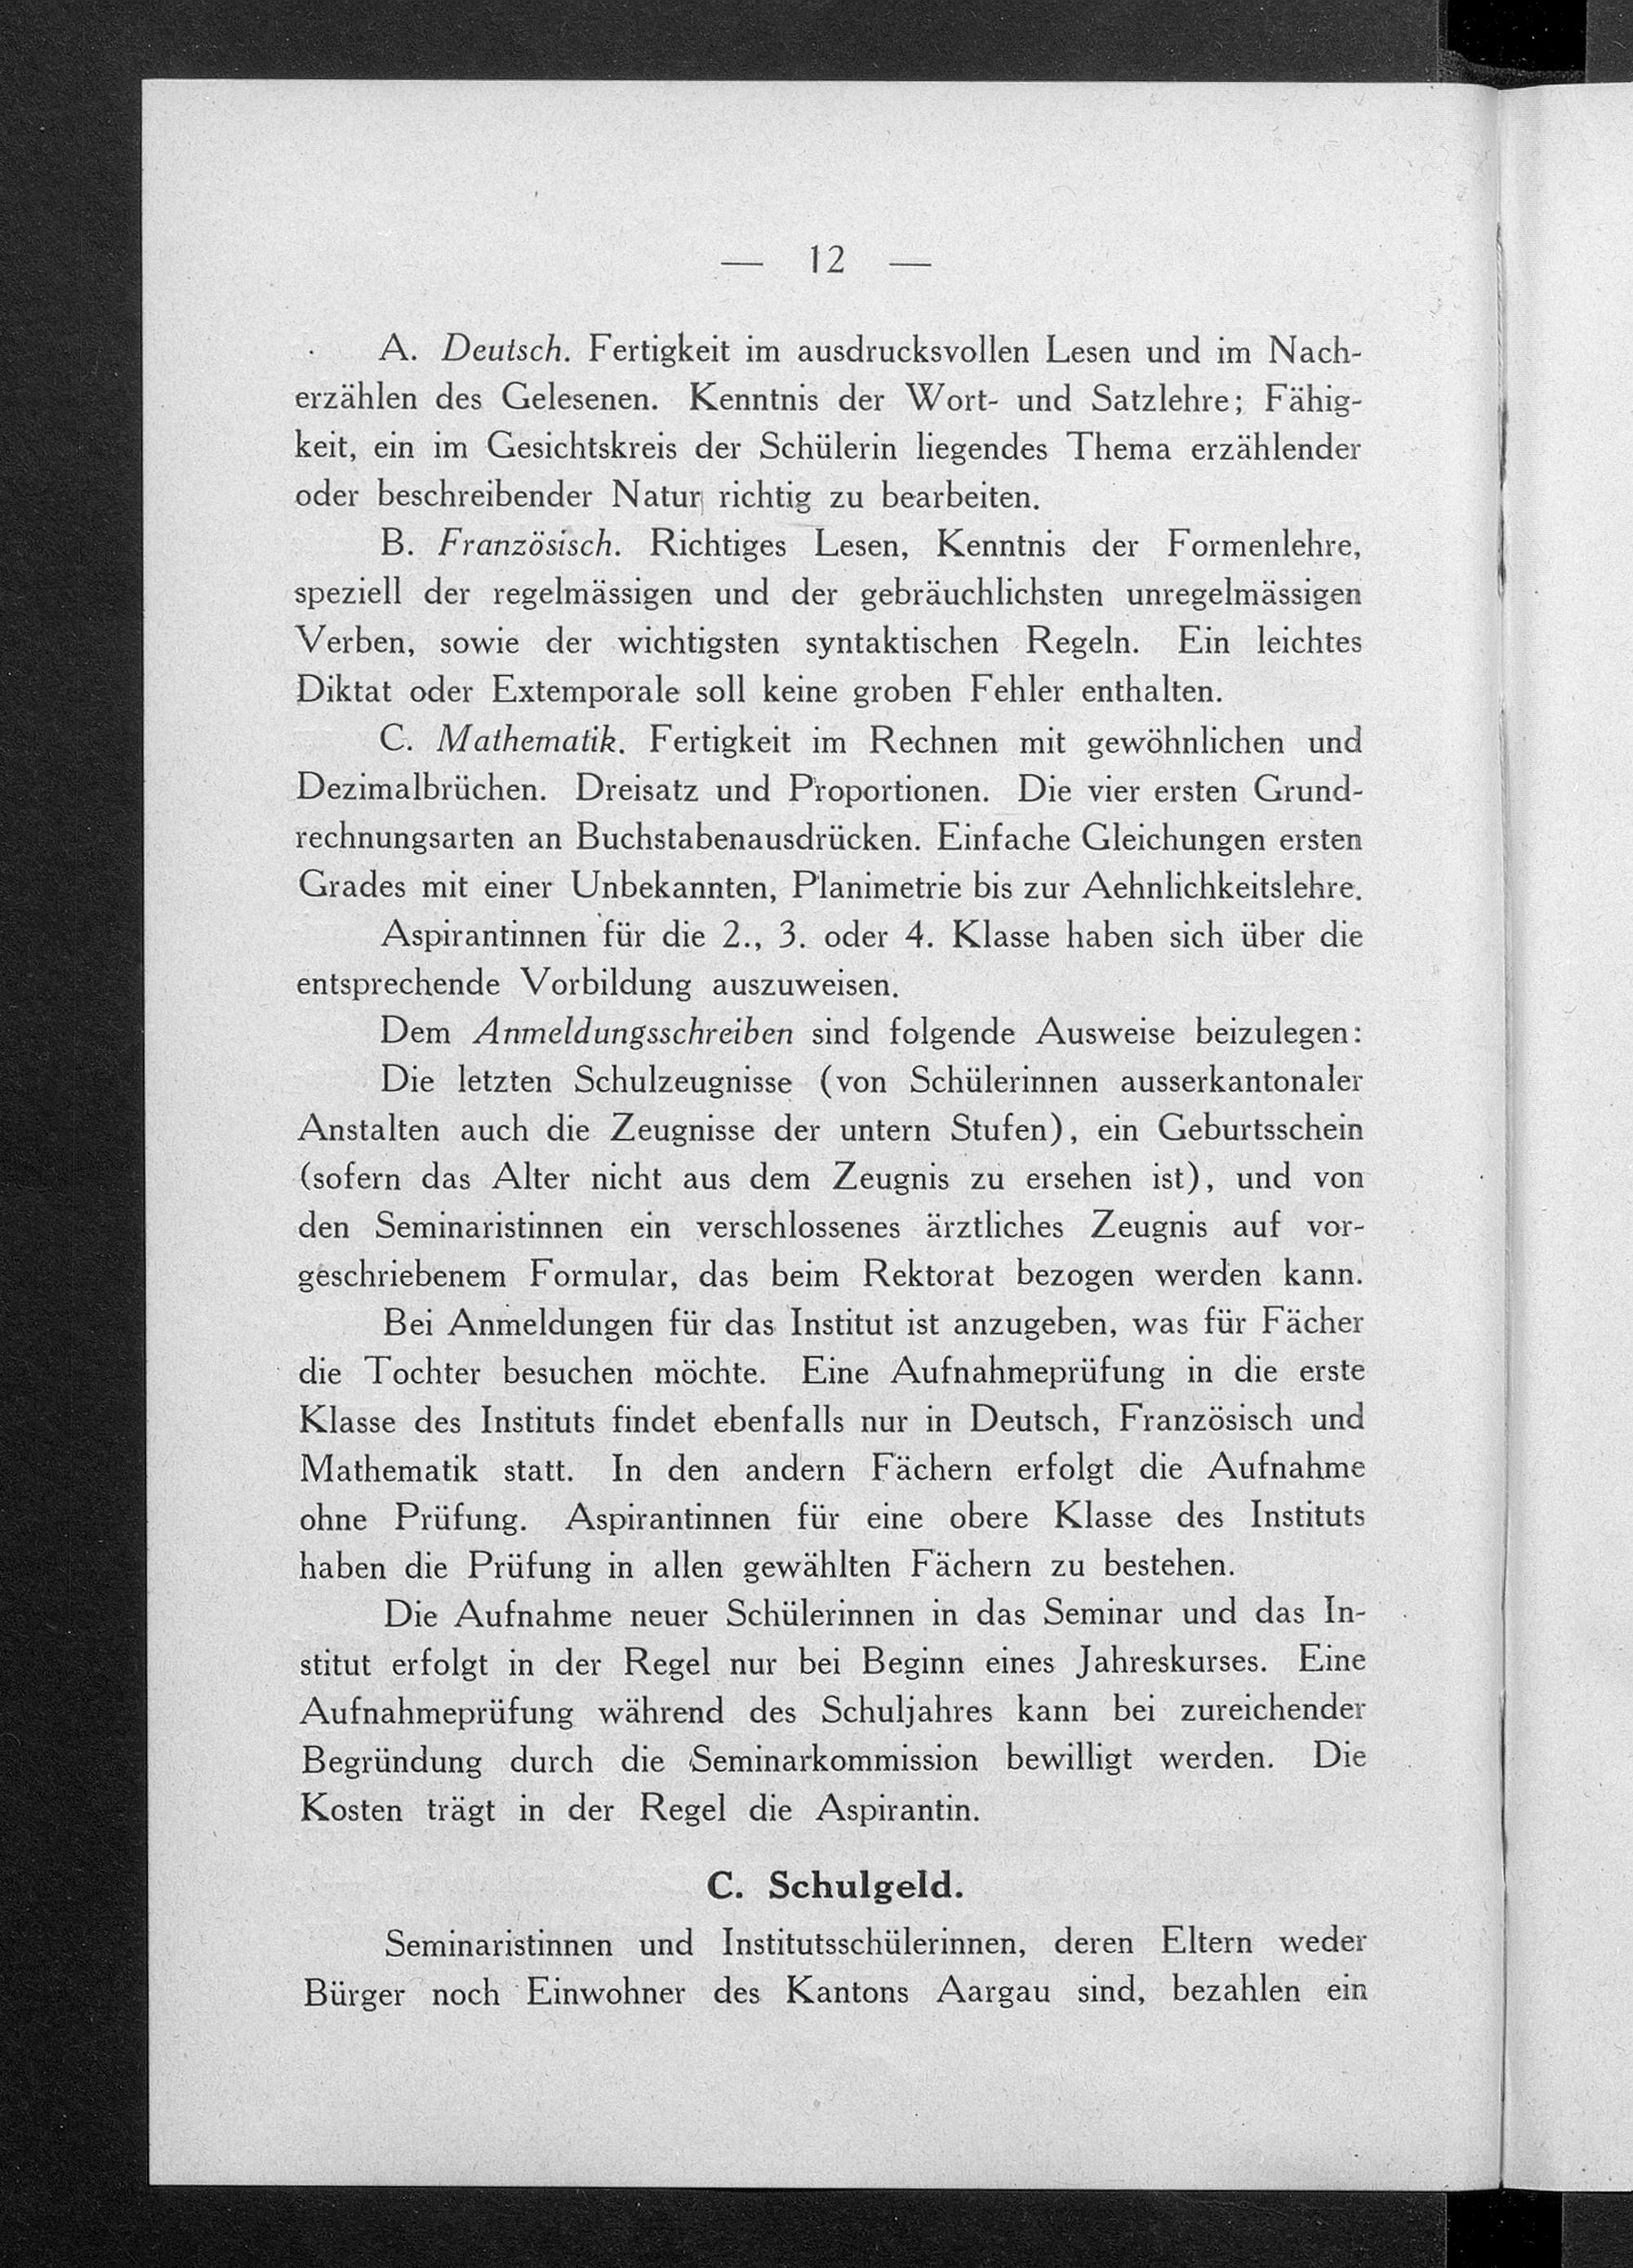 — 12 —
A. Deutsch. Fertigkeit im ausdrucksvollen Lesen und im Nach-
erzählen des Gelesenen. Kenntnis der Wort- und Satzlehre; Fähig-
keit, ein im Gesichtskreis der Schülerin liegendes Thema erzählender
oder beschreibender Natur richtig zu bearbeiten.
B. Französisch. Richtiges Lesen, Kenntnis der Formenlehre,
speziell der regelmässigen und der gebräuchlichsten unregelmässigen
Verben, sowie der wichtigsten syntaktischen Regeln. Ein leichtes
Diktat oder Extemporale soll keine groben Fehler enthalten.
C. Mathematik. Fertigkeit im Rechnen mit gewöhnlichen und
Dezimalbrüchen. Dreisatz und Proportionen. Die vier ersten Grund-
rechnungsarten an Buchstabenausdrücken. Einfache Gleichungen ersten
Grades mit einer Unbekannten, Planimetrie bis zur Aehnlichkeitslehre.
Aspirantinnen für die 2., 3. oder 4. Klasse haben sich über die
entsprechende Vorbildung auszuweisen.
Dem Anmeldungsschreiben sind folgende Ausweise beizulegen:
Die letzten Schulzeugnisse (von Schülerinnen ausserkantonaler
Anstalten auch die Zeugnisse der untern Stufen), ein Geburtsschein
(sofern das Alter nicht aus dem Zeugnis zu ersehen ist), und von
den Seminaristinnen ein verschlossenes ärztliches Zeugnis auf vor-
geschriebenem Formular, das beim Rektorat bezogen werden kann.
Bei Anmeldungen für das Institut ist anzugeben, was für Fächer
die Tochter besuchen möchte. Eine Aufnahmeprüfung in die erste
Klasse des Instituts findet ebenfalls nur in Deutsch, Französisch und
Mathematik statt. In den andern Fächern erfolgt die Aufnahme
ohne Prüfung. Aspirantinnen für eine obere Klasse des Instituts
haben die Prüfung in allen gewählten Fächern zu bestehen.
Die Aufnahme neuer Schülerinnen in das Seminar und das In-
stitut erfolgt in der Regel nur bei Beginn eines Jahreskurses. Eine
Aufnahmeprüfung während des Schuljahres kann bei zureichender
Begründung durch die Seminarkommission bewilligt werden. Die
Kosten trägt in der Regel die Aspirantin.
C. Schulgeld.
Seminaristinnen und Institutsschülerinnen, deren Eltern weder
Bürger noch Einwohner des Kantons Aargau sind, bezahlen ein